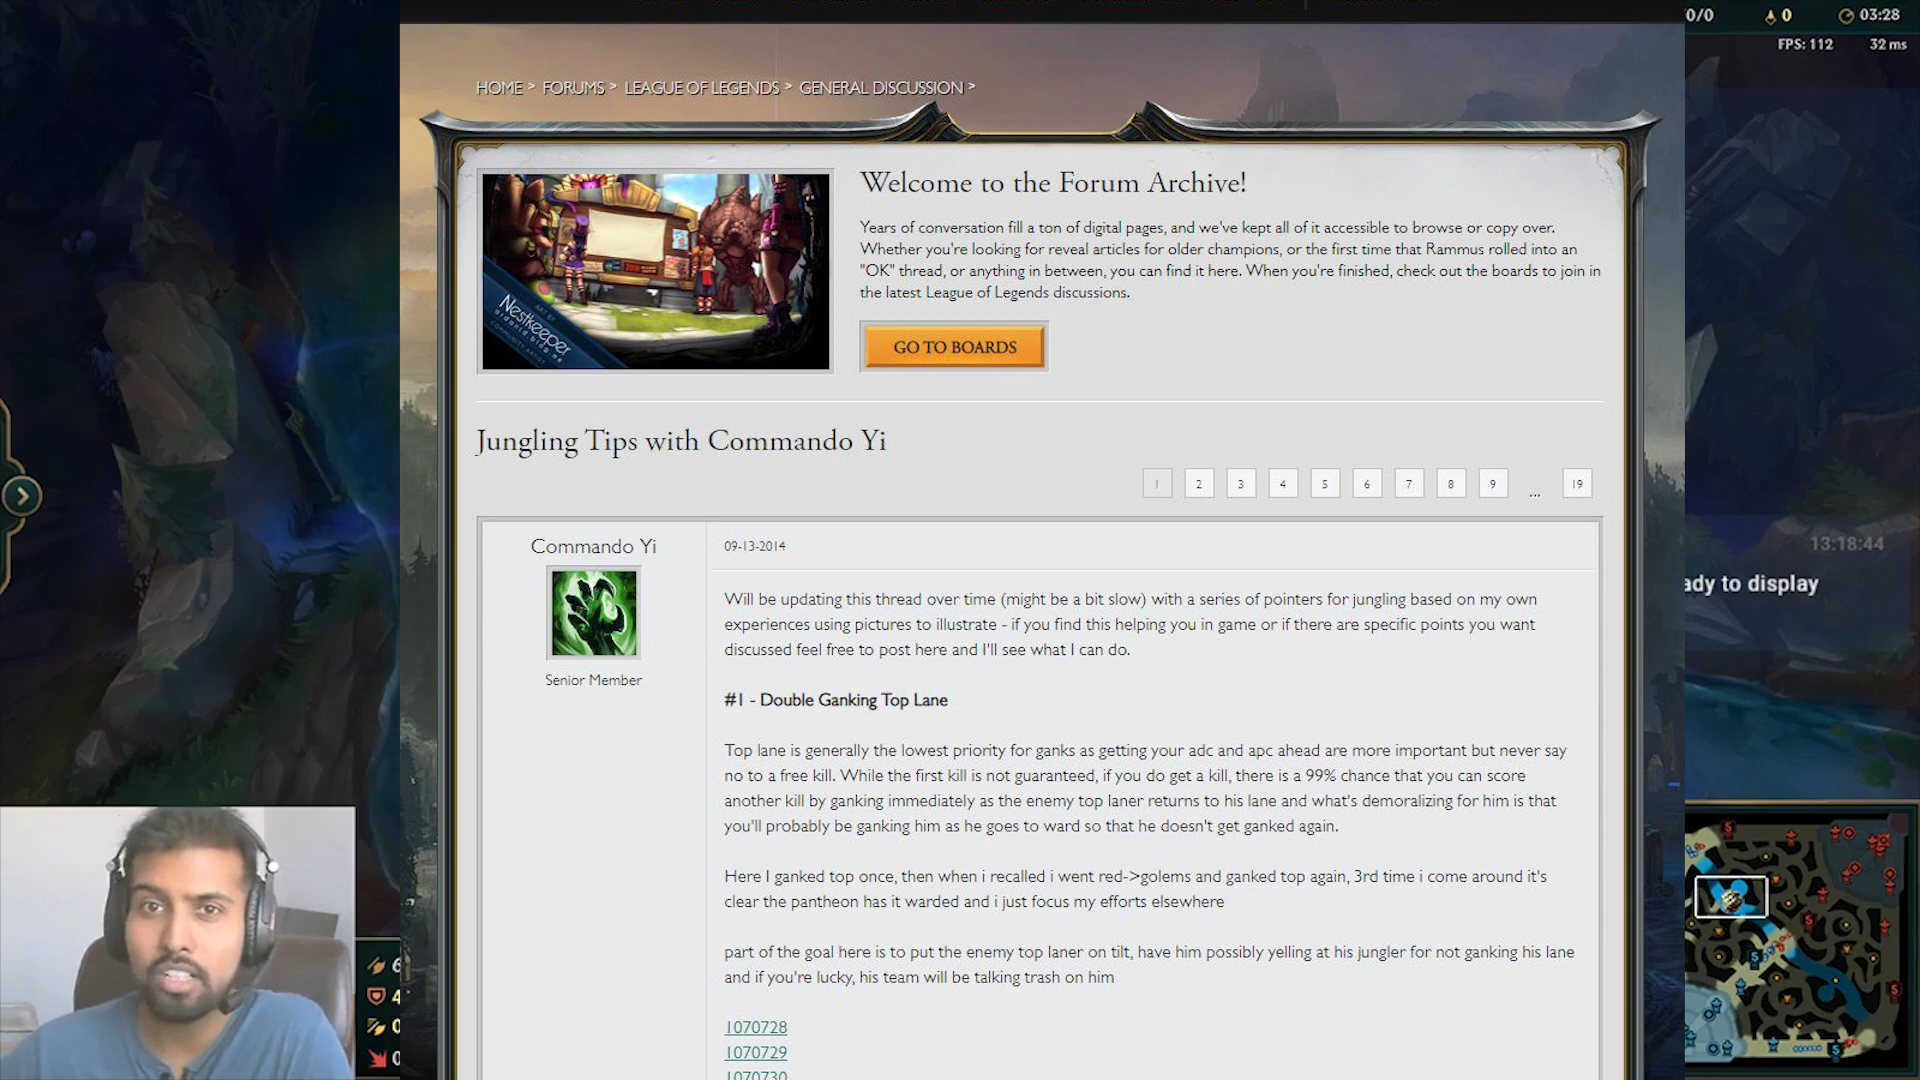 0/0
0
03:28
FPS: 112
32 ms
HOME > FORUMS > LEAGUE OF LEGENDS > GENERAL DISCUSSION >
Welcome to the Forum Archive!
Years of conversation fill a ton of digital pages, and we've kept all of it accessible to browse or copy over.
Whether you're looking for reveal articles for older champions, or the first time that Rammus rolled into an
"OK" thread, or anything in between, you can find it here. When you're finished, check out the boards to join in
the latest League of Legends discussions.
ART BY
Nestkeeper
COMMUNITY ARTIST
GO TO BOARDS
Jungling Tips with Commando Yi
1 2 3 4 5 6 7 8 9 ... 19
Commando Yi
Senior Member
09-13-2014
Will be updating this thread over time (might be a bit slow) with a series of pointers for jungling based on my own
experiences using pictures to illustrate - if you find this helping you in game or if there are specific points you want
discussed feel free to post here and I'll see what I can do.
#1 - Double Ganking Top Lane
Top lane is generally the lowest priority for ganks as getting your adc and apc ahead are more important but never say
no to a free kill. While the first kill is not guaranteed, if you do get a kill, there is a 99% chance that you can score
another kill by ganking immediately as the enemy top laner returns to his lane and what's demoralizing for him is that
you'll probably be ganking him as he goes to ward so that he doesn't get ganked again.
Here I ganked top once, then when i recalled i went red->golems and ganked top again, 3rd time i come around it's
clear the pantheon has it warded and i just focus my efforts elsewhere
part of the goal here is to put the enemy top laner on tilt, have him possibly yelling at his jungler for not ganking his lane
and if you're lucky, his team will be talking trash on him
1070728
1070729
1070730
13:18:44
ady to display
6
4
0
0